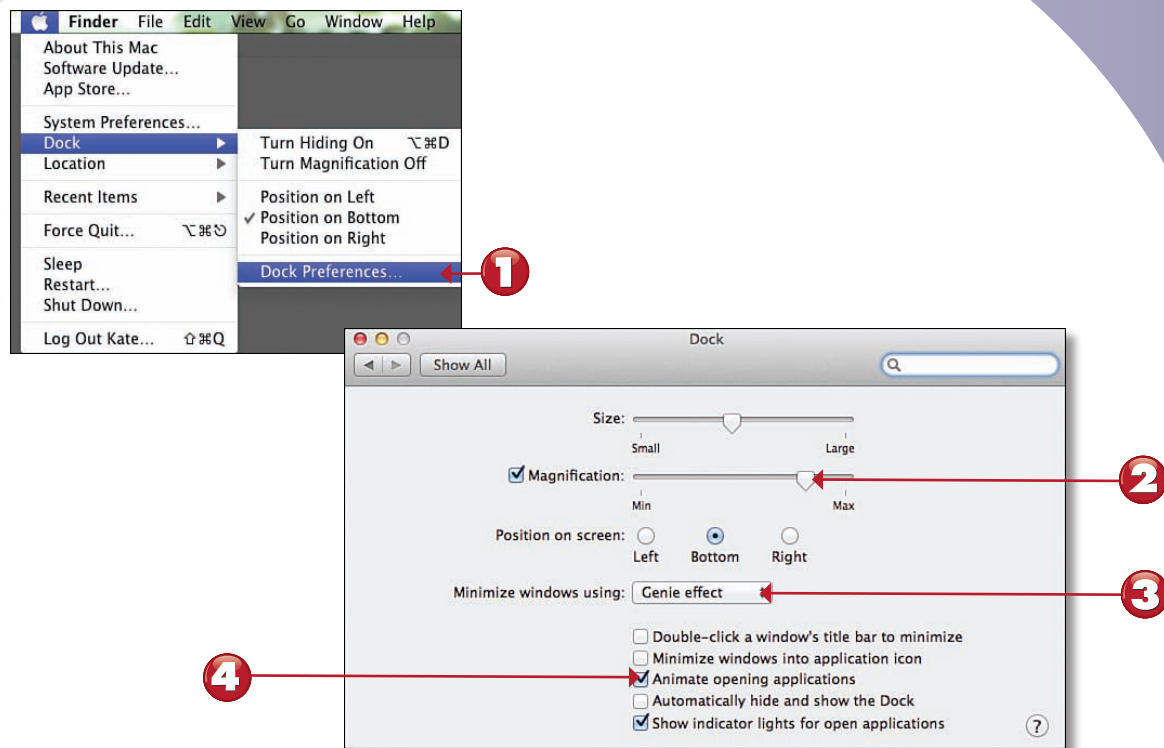 Finder File Edit View Go Window Help
About This Mac
Software Update...
App Store...
System Preferences...
Dock
Location
Recent Items
Force Quit... ⌥⌘⎋
Sleep
Restart...
Shut Down...
Log Out Kate... ⇧⌘Q
Turn Hiding On ⌥⌘D
Turn Magnification Off
Position on Left
✓ Position on Bottom
Position on Right
Dock Preferences...
1
Dock
Show All
Size:
Small Large
Magnification:
2
Min Max
Position on screen:
Left Bottom Right
Minimize windows using: Genie effect
3
Double-click a window's title bar to minimize
Minimize windows into application icon
4
Animate opening applications
Automatically hide and show the Dock
Show indicator lights for open applications
?